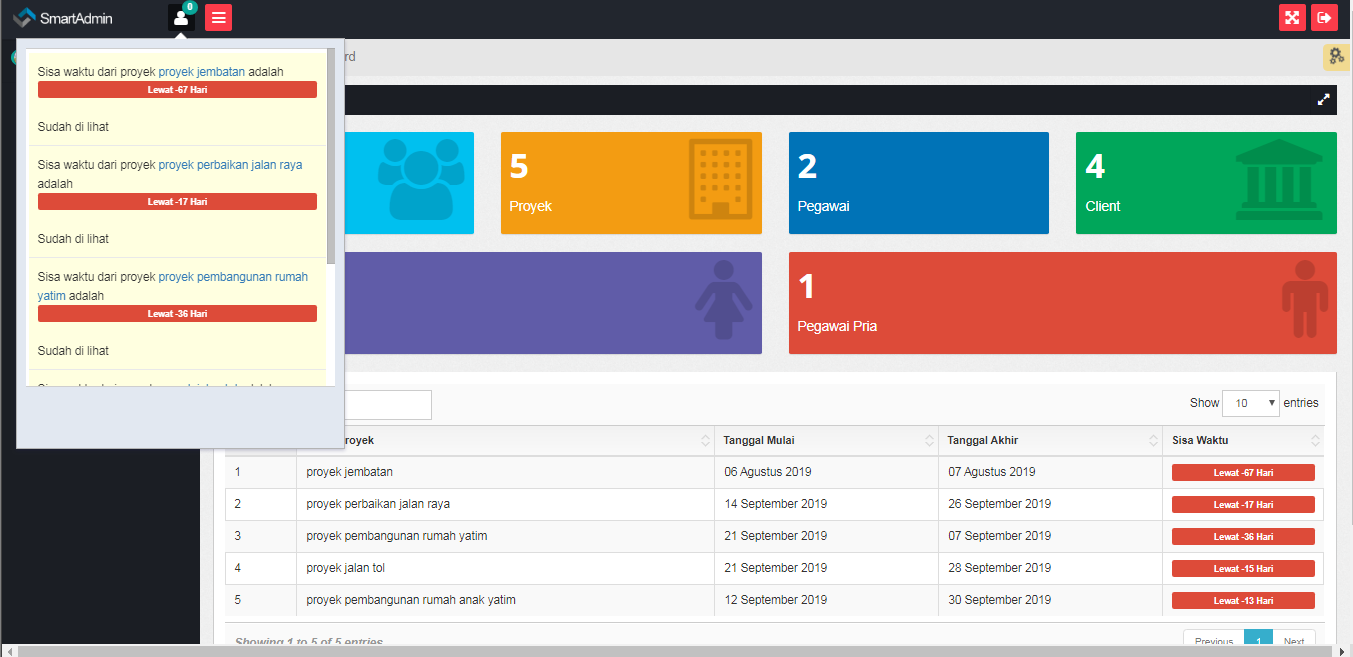 SmartAdmin
0
Sisa waktu dari proyek proyek jembatan adalah
Lewat -67 Hari
Sudah di lihat
Sisa waktu dari proyek proyek perbaikan jalan raya
adalah
Lewat -17 Hari
Sudah di lihat
Sisa waktu dari proyek proyek pembangunan rumah
yatim adalah
Lewat -36 Hari
Sudah di lihat
rd
5
Proyek
2
Pegawai
4
Client
1
Pegawai Pria
Show 10 entries
royek Tanggal Mulai Tanggal Akhir Sisa Waktu
1 proyek jembatan 06 Agustus 2019 07 Agustus 2019 Lewat -67 Hari
2 proyek perbaikan jalan raya 14 September 2019 26 September 2019 Lewat -17 Hari
3 proyek pembangunan rumah yatim 21 September 2019 07 September 2019 Lewat -36 Hari
4 proyek jalan tol 21 September 2019 28 September 2019 Lewat -15 Hari
5 proyek pembangunan rumah anak yatim 12 September 2019 30 September 2019 Lewat -13 Hari
Showing 1 to 5 of 5 entries
Previous 1 Next